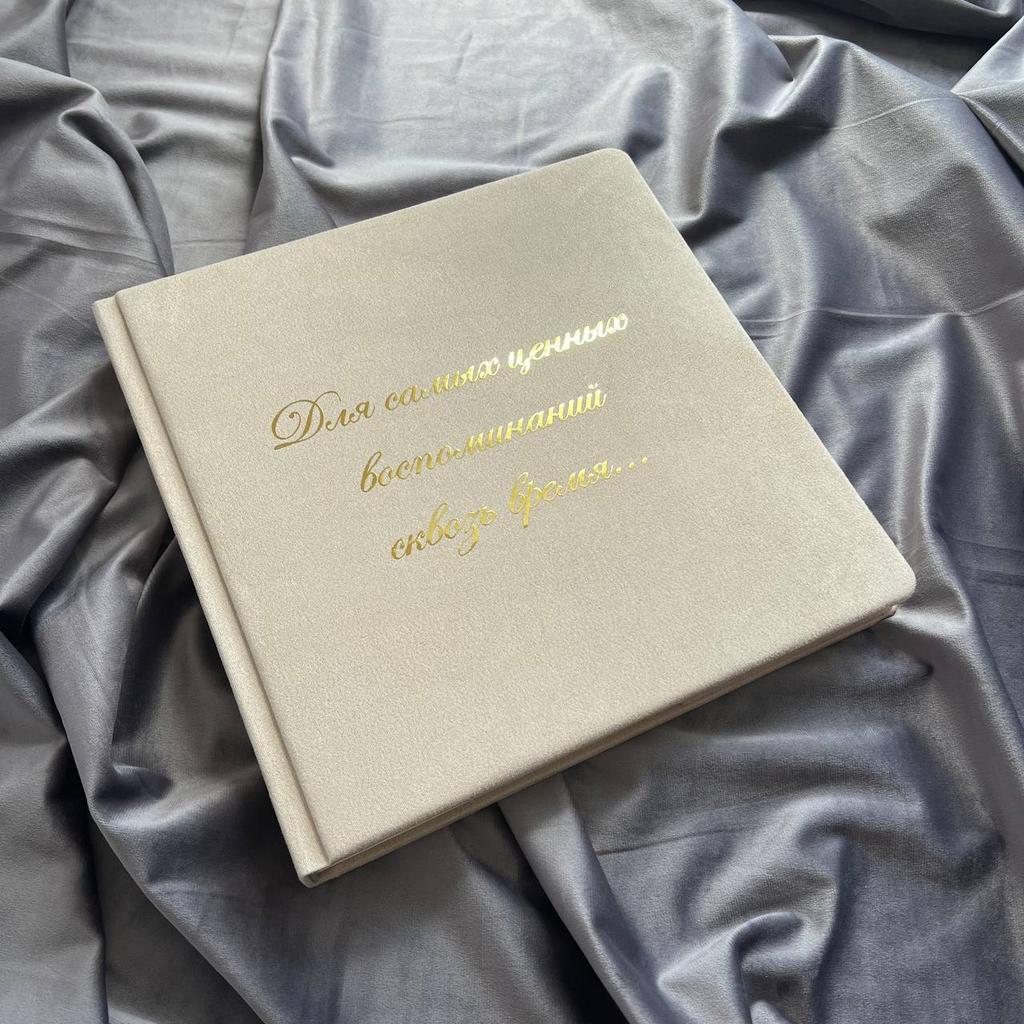 Для самых ценных
воспоминаний
сквозь время...